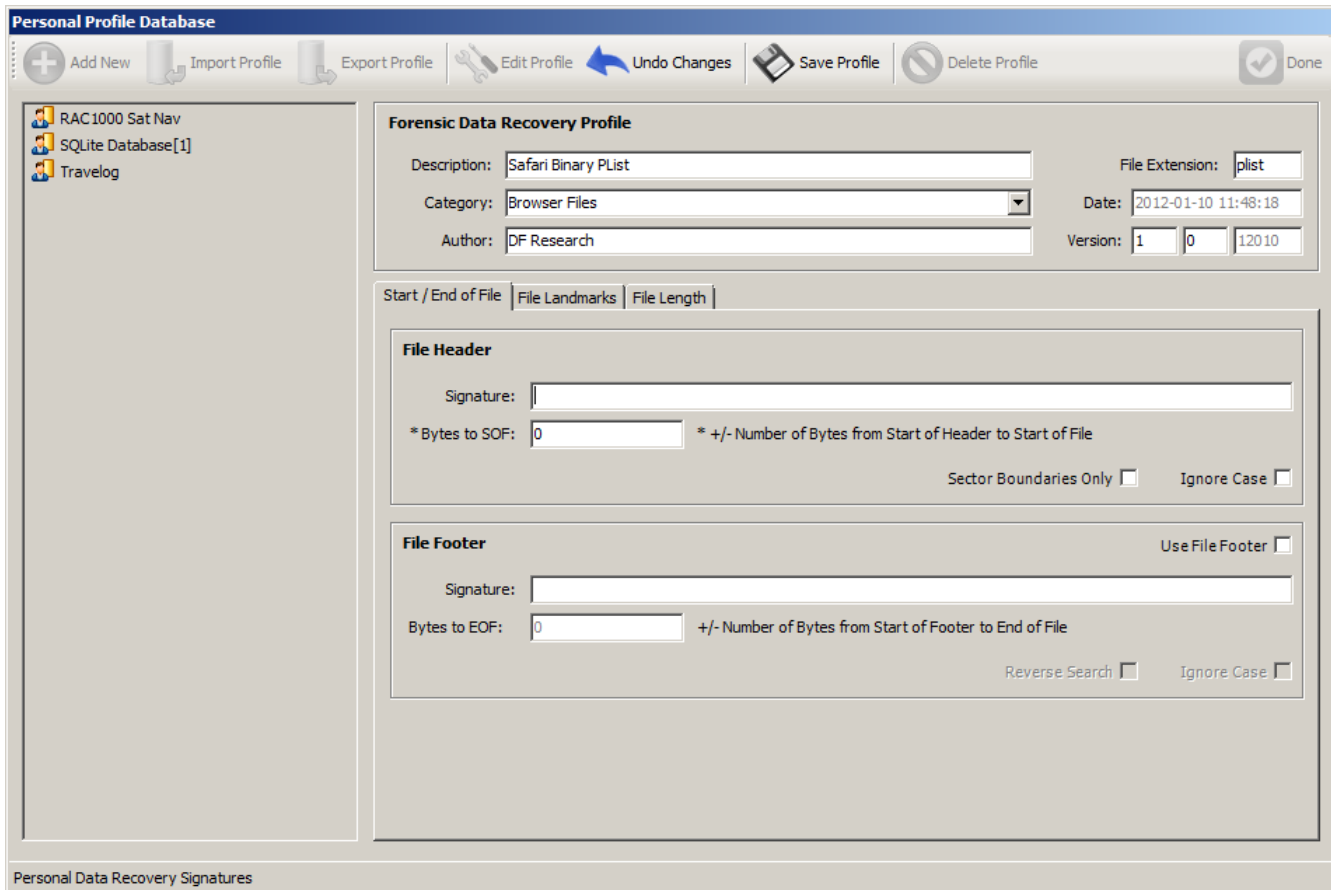 Personal Profile Database
Add New Import Profile Export Profile Edit Profile Undo Changes Save Profile Delete Profile Done
RAC1000 Sat Nav
SQLite Database[1]
Travelog
Forensic Data Recovery Profile
Description: Safari Binary PList File Extension: plist
Category: Browser Files Date: 2012-01-10 11:48:18
Author: DF Research Version: 1 0 12010
Start / End of File File Landmarks File Length
File Header
Signature:
* Bytes to SOF: 0 * +/- Number of Bytes from Start of Header to Start of File
Sector Boundaries Only Ignore Case
File Footer Use File Footer
Signature:
Bytes to EOF: 0 +/- Number of Bytes from Start of Footer to End of File
Reverse Search Ignore Case
Personal Data Recovery Signatures